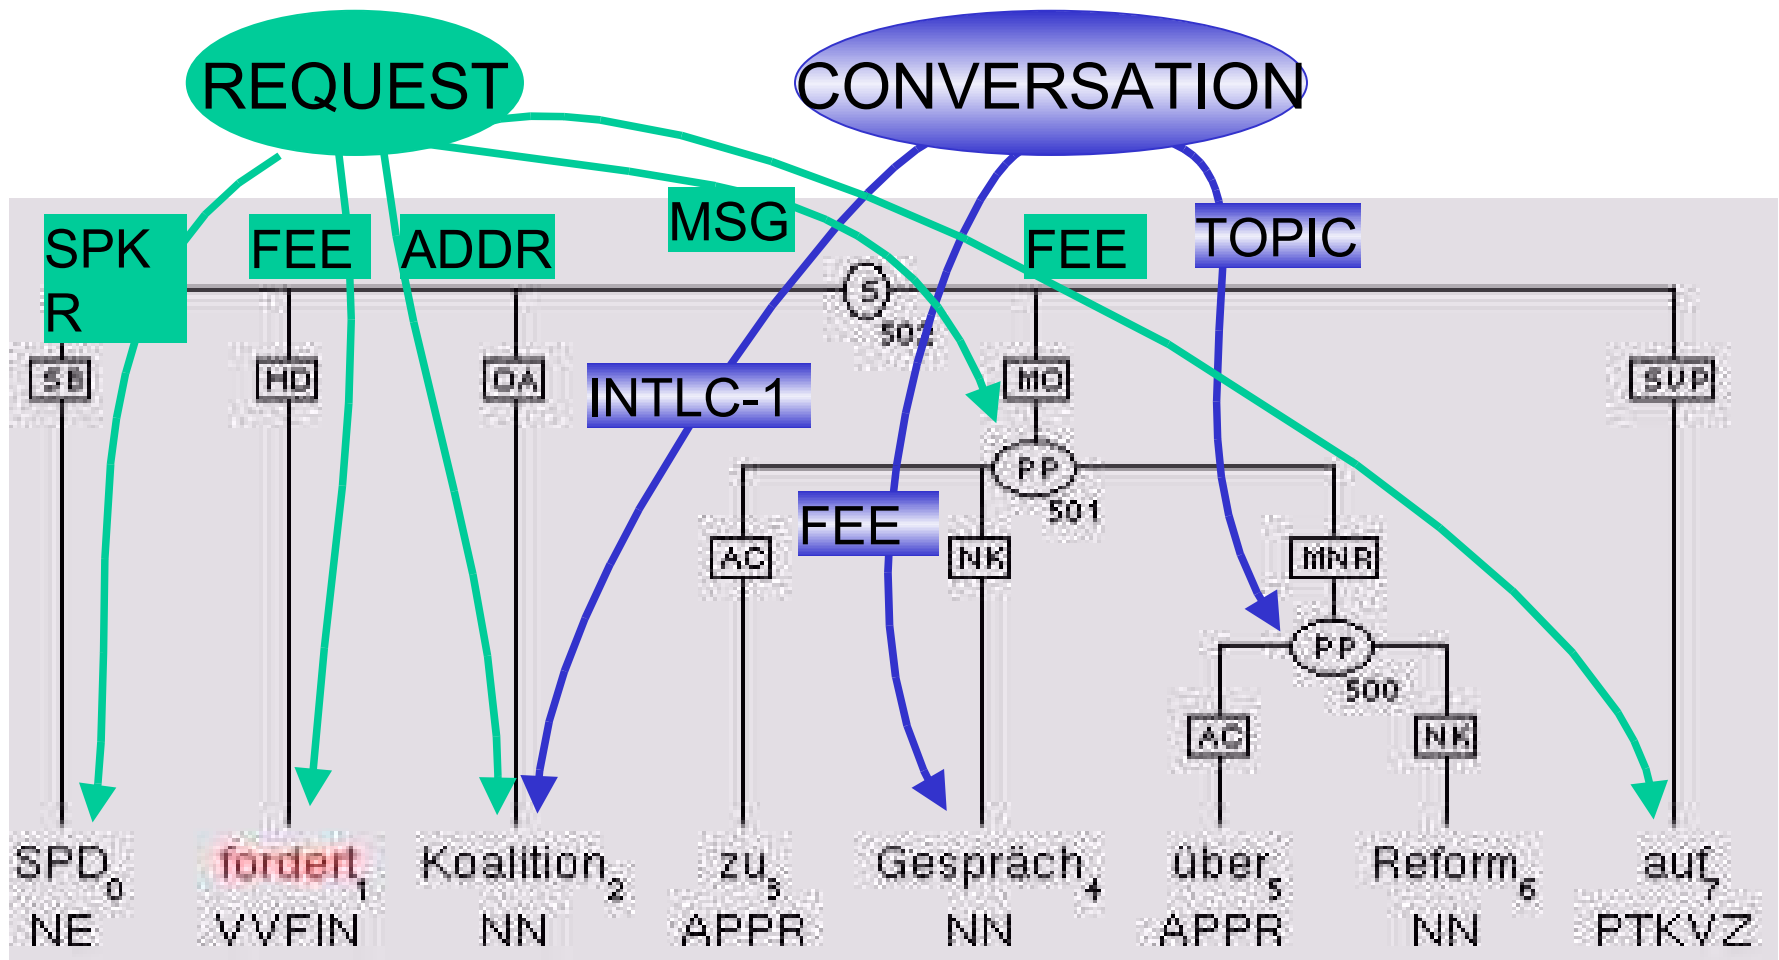 REQUEST CONVERSATION
SPK
R
FEE ADDR MSG FEE TOPIC
S
502
SB HD OA INTLC-1 MO SVP
PP
501
FEE
AC NK MNR
PP
500
AC NK
SPD0 fordert1 Koalition2 zu3 Gespräch4 über5 Reform6 auf7
NE VVFIN NN APPR NN APPR NN PTKVZ